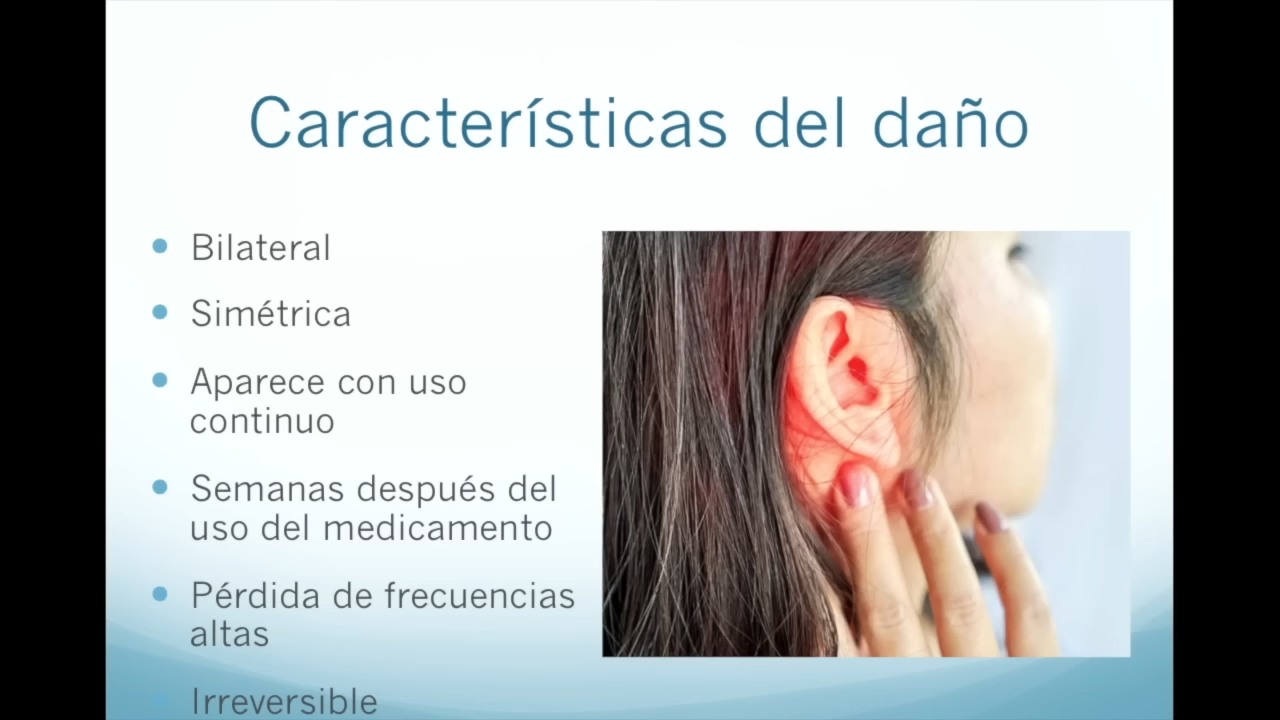 Características del daño
Bilateral
Simétrica
Aparece con uso
continuo
Semanas después del
uso del medicamento
Pérdida de frecuencias
altas
Irreversible